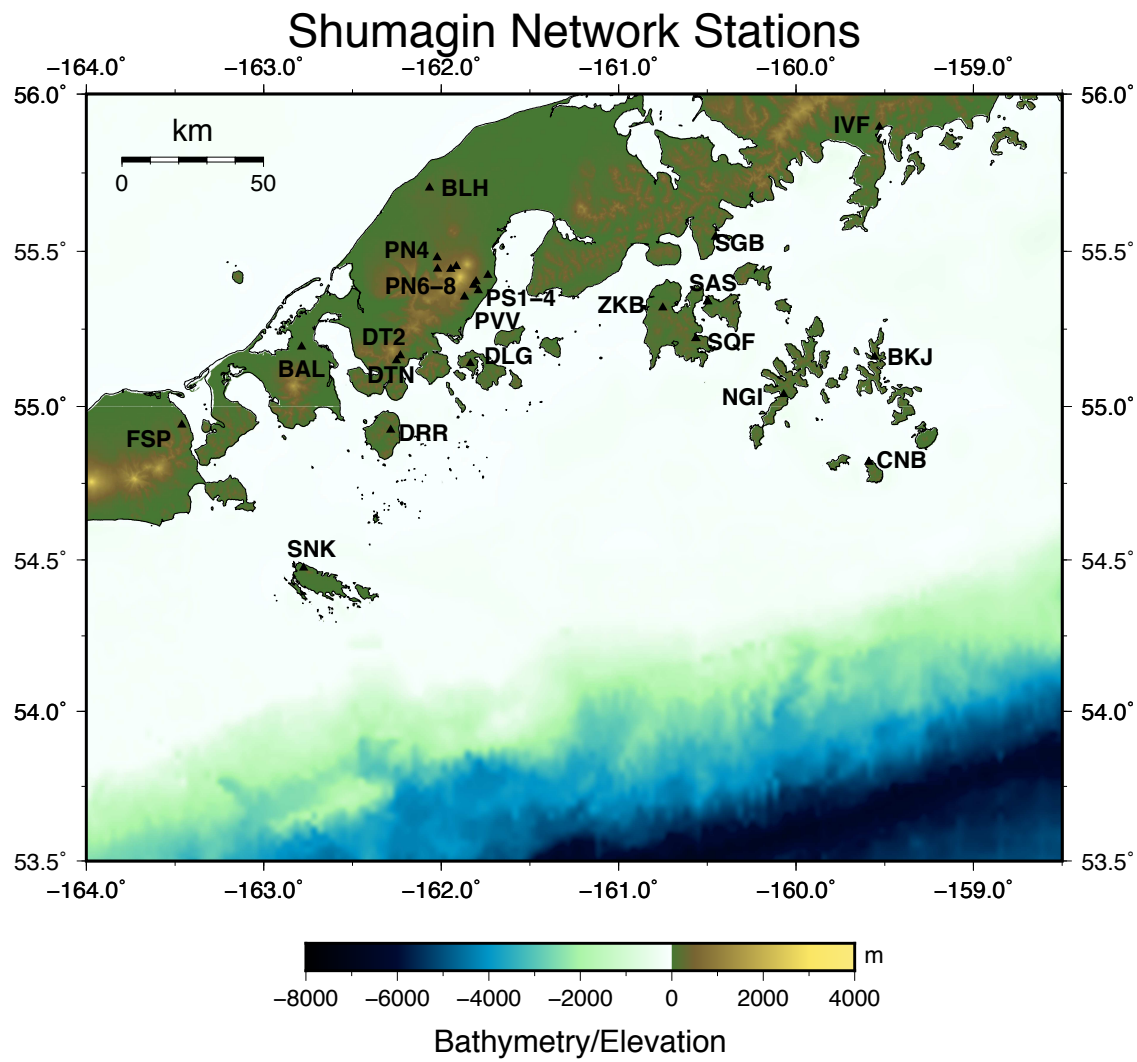 Shumagin Network Stations
−164.0˚ −163.0˚ −162.0˚ −161.0˚ −160.0˚ −159.0˚
56.0˚ 56.0˚
km
0 50
IVF
BLH
55.5˚ 55.5˚
PN4
SGB
PN6−8
SAS
PS1−4
ZKB
PVV
DT2
SQF
DLG
BKJ
BAL
DTN
NGI
55.0˚ 55.0˚
FSP
DRR
CNB
SNK
54.5˚ 54.5˚
54.0˚ 54.0˚
53.5˚ 53.5˚
−164.0˚ −163.0˚ −162.0˚ −161.0˚ −160.0˚ −159.0˚
m
−8000 −6000 −4000 −2000 0 2000 4000
Bathymetry/Elevation